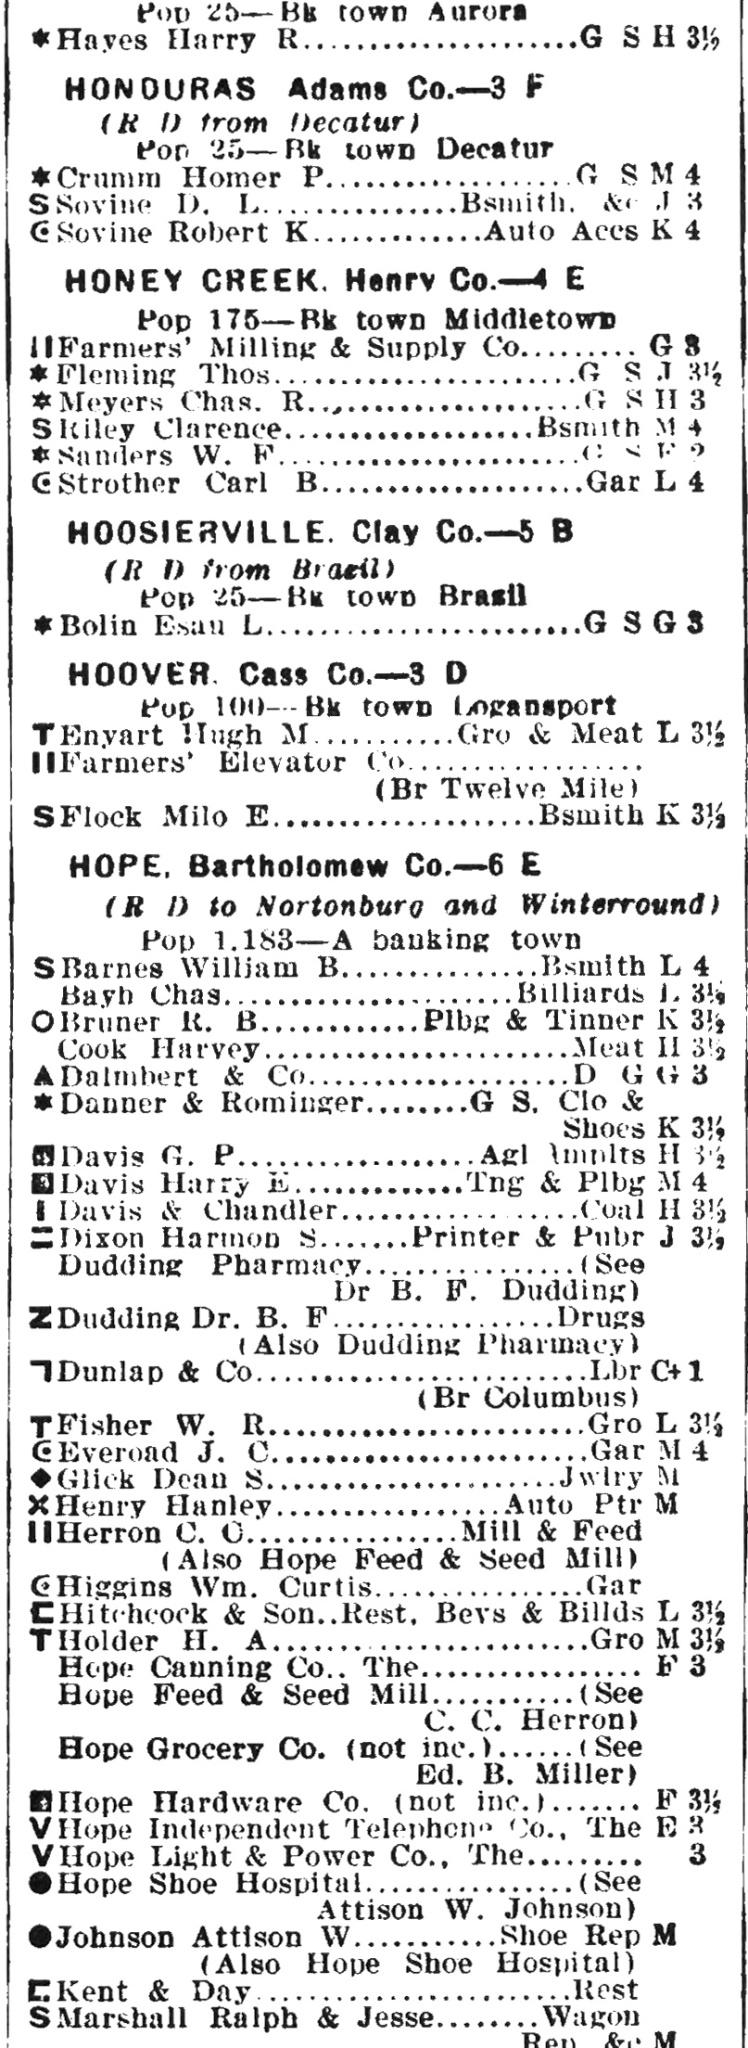 Pop 25—Bk town Aurora
*Hayes Harry R....................G S H 3½
HONDURAS Adams Co.—3 F
(R D from Decatur)
Pop 25—Bk town Decatur
*Crumm Homer P..................G S M 4
S Sovine D. L..............Bsmith. &c J 3
Sovine Robert K............Auto Accs K 4
HONEY CREEK. Henry Co.—4 E
Pop 175—Bk town Middletown
Farmers' Milling & Supply Co......... G 3
*Fleming Thos......................G S J 3½
*Meyers Chas. R....................G S H 3
S Riley Clarence..................Bsmith M 4
*Sanders W. F......................G S
Strother Carl B....................Gar L 4
HOOSIERVILLE. Clay Co.—5 B
(R D from Brazil)
Pop 25—Bk town Brazil
*Bolin Esau L.......................G S G 3
HOOVER. Cass Co.—3 D
Pop 100—Bk town Logansport
T Enyart Hugh M..........Gro & Meat L 3½
Farmers' Elevator Co.................
(Br Twelve Mile)
S Flock Milo E...................Bsmith K 3½
HOPE, Bartholomew Co.—6 E
(R D to Nortonburg and Winterround)
Pop 1,183—A banking town
S Barnes William B..............Bsmith L 4
Bayh Chas.....................Billiards L 3½
O Bruner R. B............Plbg & Tinner K 3½
Cook Harvey.......................Meat H 3½
▲Dalmbert & Co...................D G G 3
*Danner & Rominger........G S, Clo &
Shoes K 3½
Davis G. P.................Agl Implts H 3½
Davis Harry E.............Tng & Plbg M 4
Davis & Chandler.................Coal H 3½
Dixon Harmon S.......Printer & Pubr J 3½
Dudding Pharmacy................(See
Dr B. F. Dudding)
Z Dudding Dr. B. F.................Drugs
(Also Dudding Pharmacy)
Dunlap & Co........................Lbr C+1
(Br Columbus)
T Fisher W. R.......................Gro L 3½
Everoad J. C.......................Gar M 4
◆Glick Dean S.....................Jwlry M
X Henry Hanley.................Auto Ptr M
Herron C. C................Mill & Feed
(Also Hope Feed & Seed Mill)
Higgins Wm. Curtis................Gar
Hitchcock & Son..Rest, Bevs & Billds L 3½
T Holder H. A.......................Gro M 3½
Hope Canning Co., The................. F 3
Hope Feed & Seed Mill...........(See
C. C. Herron)
Hope Grocery Co. (not inc.)......(See
Ed. B. Miller)
Hope Hardware Co. (not inc.)....... F 3½
V Hope Independent Telephone Co., The E 3
V Hope Light & Power Co., The......... 3
●Hope Shoe Hospital...............(See
Attison W. Johnson)
●Johnson Attison W...........Shoe Rep M
(Also Hope Shoe Hospital)
Kent & Day.......................Rest
S Marshall Ralph & Jesse........Wagon
Rep, &c M